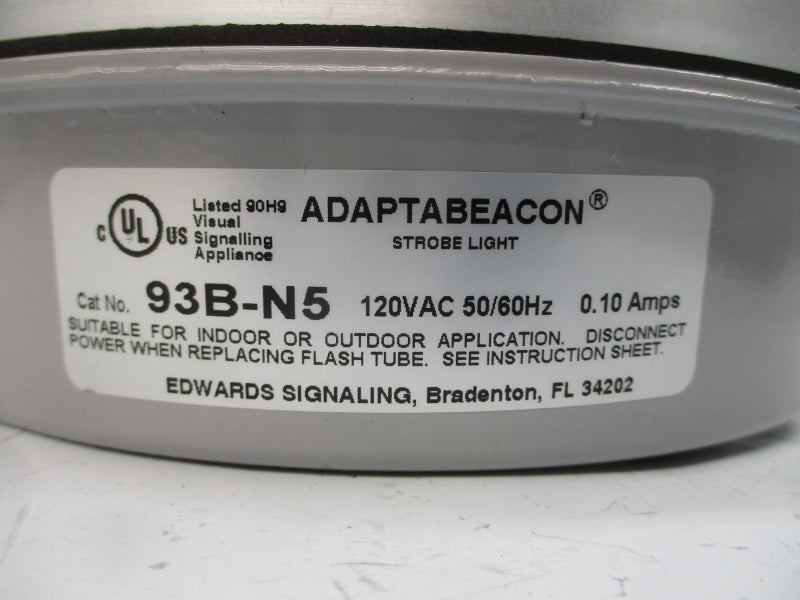 C UL US Listed 90H9 Visual Signalling Appliance
ADAPTABEACON®
STROBE LIGHT
Cat No. 93B-N5 120VAC 50/60Hz 0.10 Amps
SUITABLE FOR INDOOR OR OUTDOOR APPLICATION. DISCONNECT
POWER WHEN REPLACING FLASH TUBE. SEE INSTRUCTION SHEET.
EDWARDS SIGNALING, Bradenton, FL 34202